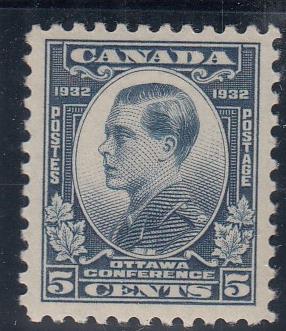 CANADA
1932 1932
POSTES POSTAGE
OTTAWA
CONFERENCE
5 CENTS 5